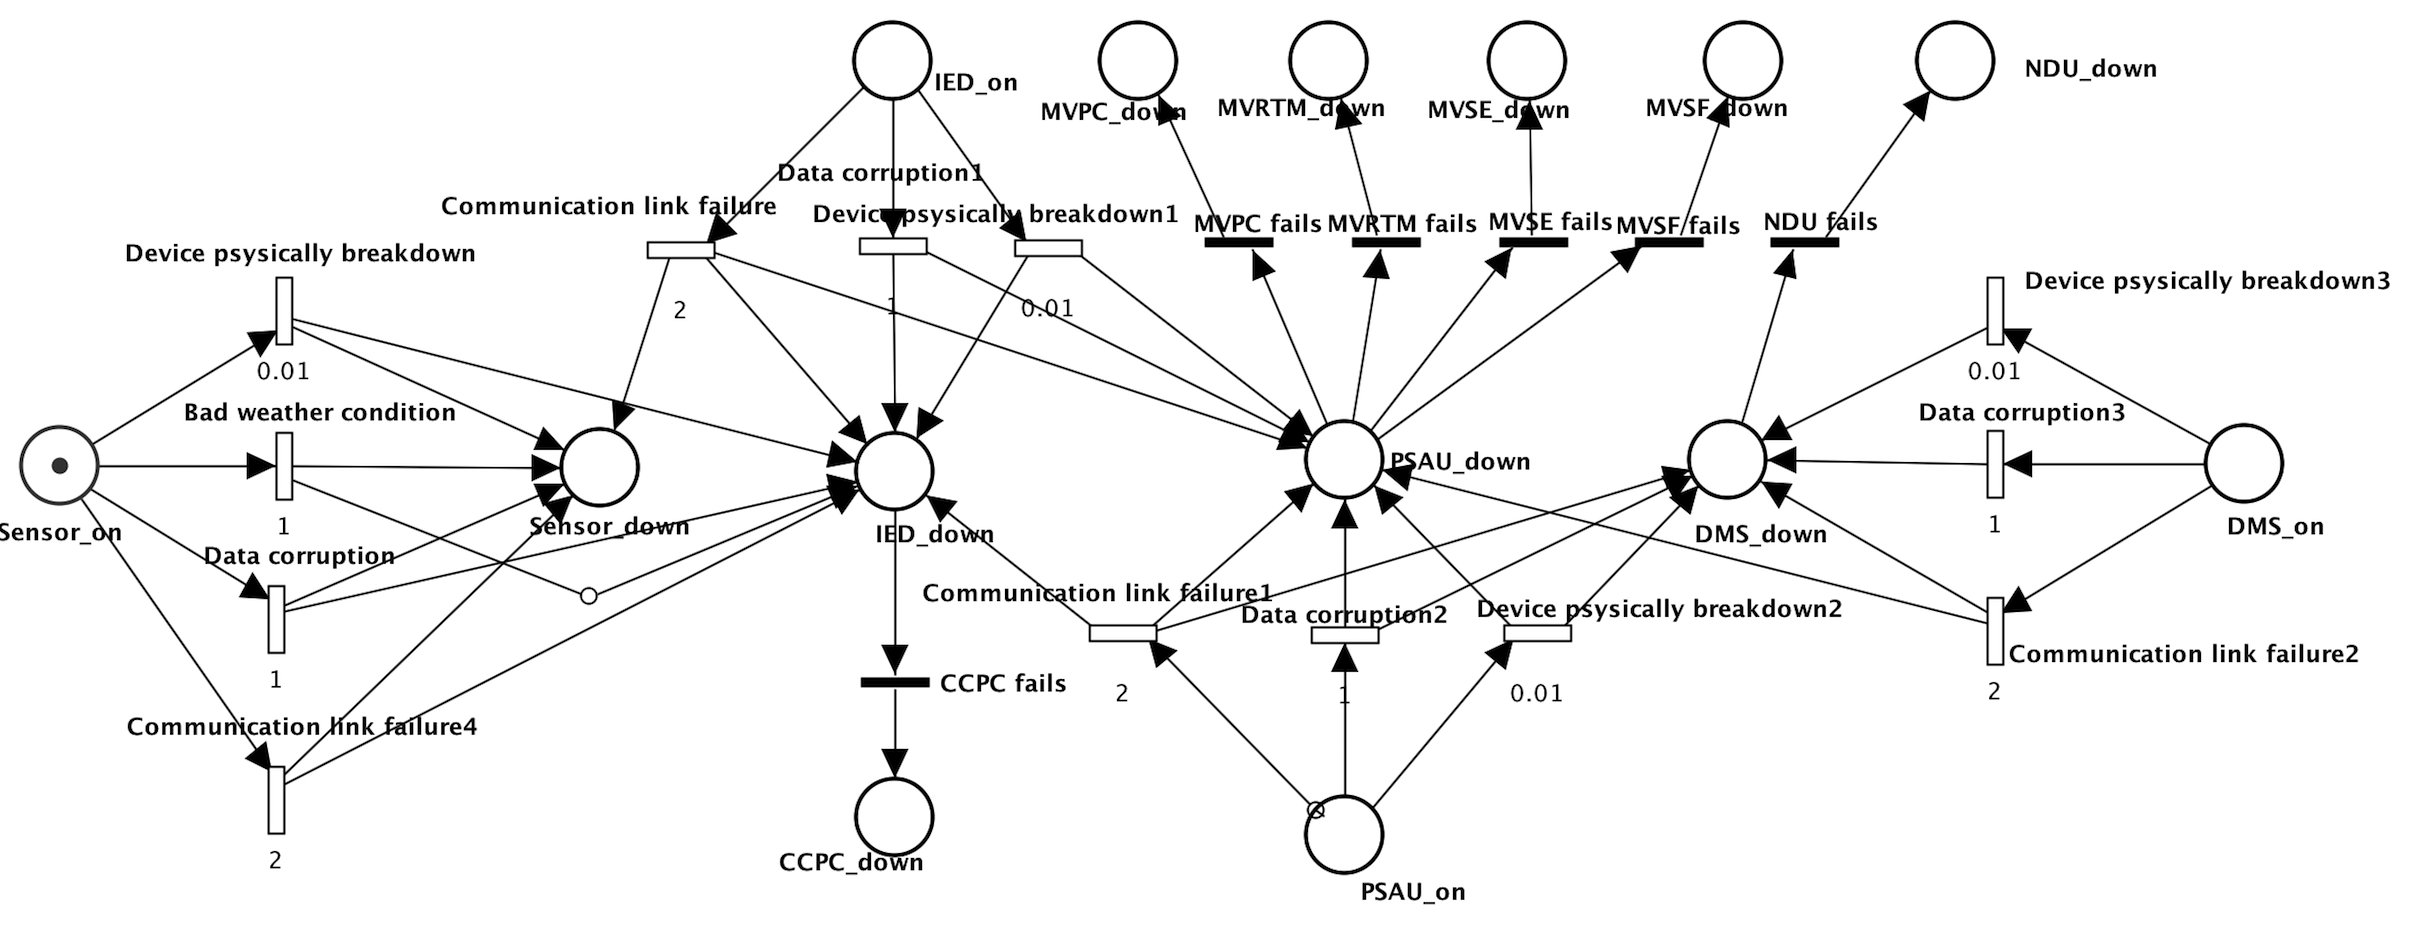 IED_on
NDU_down
MVPC_down
MVRTM_down
MVSE_down
MVSF_down
Data corruption1
Communication link failure
Device psysically breakdown1
MVPC fails
MVRTM fails
MVSE fails
MVSF fails
NDU fails
Device psysically breakdown
Device psysically breakdown3
2
1
0.01
0.01
0.01
Bad weather condition
Data corruption3
PSAU_down
Sensor_on
1
Sensor_down
IED_down
DMS_down
1
DMS_on
Data corruption
Communication link failure1
Data corruption2
Device psysically breakdown2
Communication link failure2
1
CCPC fails
2
1
0.01
2
Communication link failure4
2
CCPC_down
PSAU_on